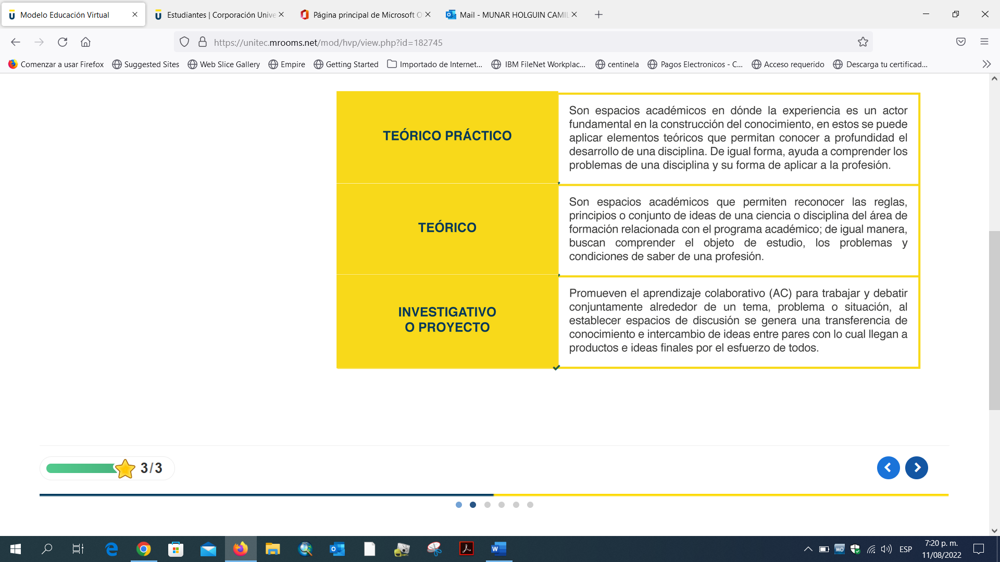 Modelo Educación Virtual
Estudiantes | Corporación Unive
Página principal de Microsoft O
Mail - MUNAR HOLGUIN CAMIL
https://unitec.mrooms.net/mod/hvp/view.php?id=182745
Comenzar a usar Firefox
Suggested Sites
Web Slice Gallery
Empire
Getting Started
Importado de Internet...
IBM FileNet Workplac...
centinela
Pagos Electronicos - C...
Acceso requerido
Descarga tu certificad...
TEÓRICO PRÁCTICO
Son espacios académicos en dónde la experiencia es un actor
fundamental en la construcción del conocimiento, en estos se puede
aplicar elementos teóricos que permitan conocer a profundidad el
desarrollo de una disciplina. De igual forma, ayuda a comprender los
problemas de una disciplina y su forma de aplicar a la profesión.
TEÓRICO
Son espacios académicos que permiten reconocer las reglas,
principios o conjunto de ideas de una ciencia o disciplina del área de
formación relacionada con el programa académico; de igual manera,
buscan comprender el objeto de estudio, los problemas y
condiciones de saber de una profesión.
INVESTIGATIVO
O PROYECTO
Promueven el aprendizaje colaborativo (AC) para trabajar y debatir
conjuntamente alrededor de un tema, problema o situación, al
establecer espacios de discusión se genera una transferencia de
conocimiento e intercambio de ideas entre pares con lo cual llegan a
productos e ideas finales por el esfuerzo de todos.
3/3
ESP
7:20 p. m.
11/08/2022